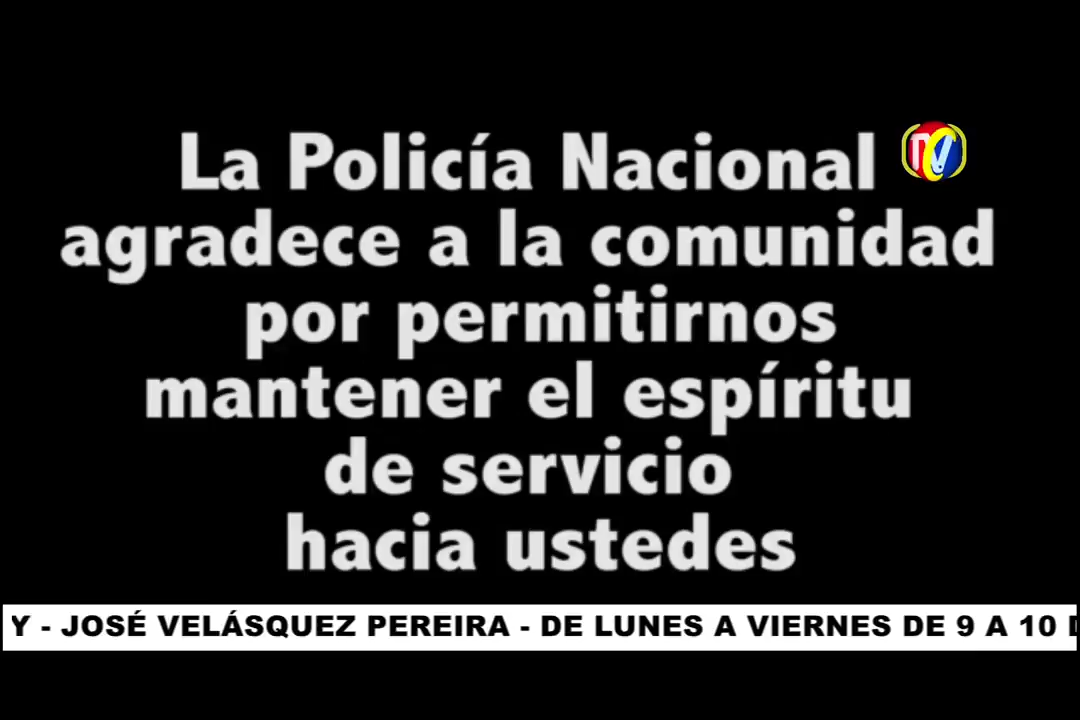 La Policía Nacional
agradece a la comunidad
por permitirnos
mantener el espíritu
de servicio
hacia ustedes
Y - JOSÉ VELÁSQUEZ PEREIRA - DE LUNES A VIERNES DE 9 A 10